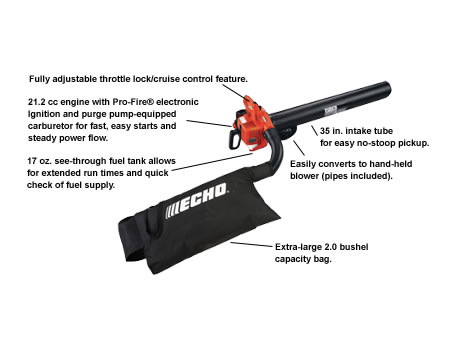 Fully adjustable throttle lock/cruise control feature.
21.2 cc engine with Pro-Fire® electronic
Ignition and purge pump-equipped
carburetor for fast, easy starts and
steady power flow.
17 oz. see-through fuel tank allows
for extended run times and quick
check of fuel supply.
35 in. intake tube
for easy no-stoop pickup.
Easily converts to hand-held
blower (pipes included).
ECHO
Extra-large 2.0 bushel
capacity bag.